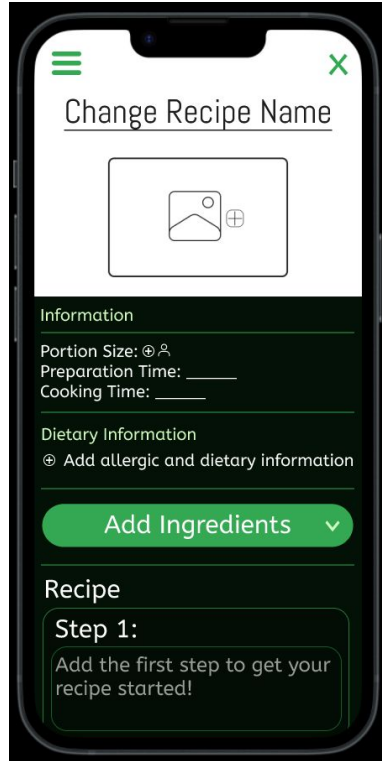 X
Change Recipe Name
Information
Portion Size:
Preparation Time: ______
Cooking Time: ______
Dietary Information
Add allergic and dietary information
Add Ingredients
Recipe
Step 1:
Add the first step to get your
recipe started!